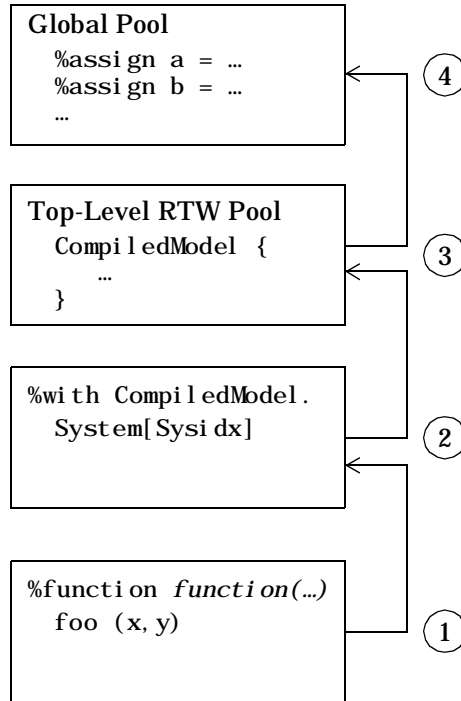 Global Pool
%assign a = …
%assign b = …
…
4
Top-Level RTW Pool
CompiledModel {
…
}
3
%with CompiledModel.
System[Sysidx]
2
%function function(…)
foo (x,y)
1